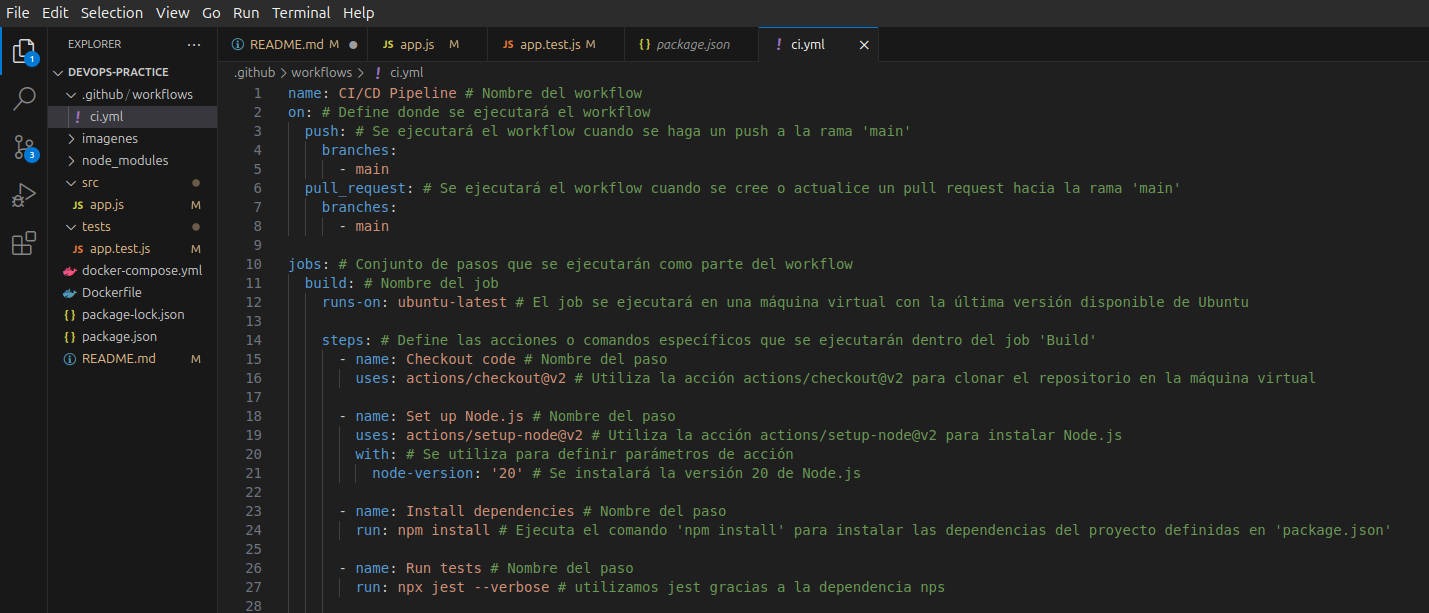 File Edit Selection View Go Run Terminal Help
EXPLORER ...
README.md M
JS app.js M
JS app.test.js M
{} package.json
! ci.yml
.github > workflows > ! ci.yml
DEVOPS-PRACTICE
.github / workflows
! ci.yml
imagenes
node_modules
src
JS app.js M
tests
JS app.test.js M
docker-compose.yml
Dockerfile
{} package-lock.json
{} package.json
README.md M
1
3
1 name: CI/CD Pipeline # Nombre del workflow
2 on: # Define donde se ejecutará el workflow
3 push: # Se ejecutará el workflow cuando se haga un push a la rama 'main'
4 branches:
5 - main
6 pull_request: # Se ejecutará el workflow cuando se cree o actualice un pull request hacia la rama 'main'
7 branches:
8 - main
9
10 jobs: # Conjunto de pasos que se ejecutarán como parte del workflow
11 build: # Nombre del job
12 runs-on: ubuntu-latest # El job se ejecutará en una máquina virtual con la última versión disponible de Ubuntu
13
14 steps: # Define las acciones o comandos específicos que se ejecutarán dentro del job 'Build'
15 - name: Checkout code # Nombre del paso
16 uses: actions/checkout@v2 # Utiliza la acción actions/checkout@v2 para clonar el repositorio en la máquina virtual
17
18 - name: Set up Node.js # Nombre del paso
19 uses: actions/setup-node@v2 # Utiliza la acción actions/setup-node@v2 para instalar Node.js
20 with: # Se utiliza para definir parámetros de acción
21 node-version: '20' # Se instalará la versión 20 de Node.js
22
23 - name: Install dependencies # Nombre del paso
24 run: npm install # Ejecuta el comando 'npm install' para instalar las dependencias del proyecto definidas en 'package.json'
25
26 - name: Run tests # Nombre del paso
27 run: npx jest --verbose # utilizamos jest gracias a la dependencia nps
28